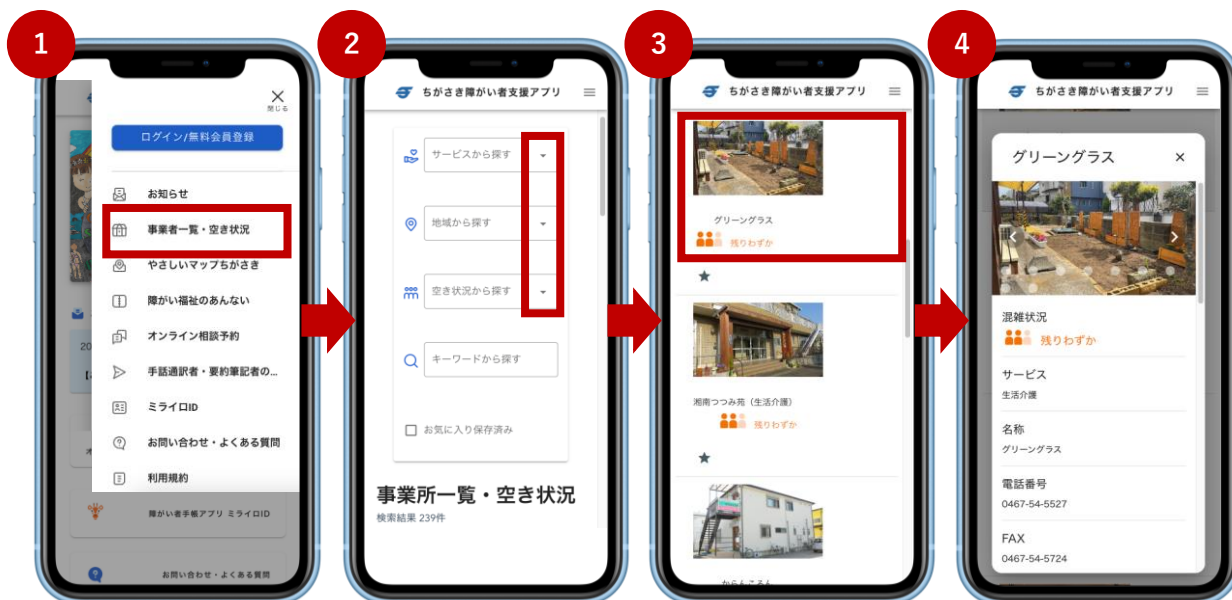 1
閉じる
ログイン/無料会員登録
お知らせ
事業者一覧・空き状況
やさしいマップちがさき
障がい福祉のあんない
オンライン相談予約
手話通訳者・要約筆記者の...
ミライロID
お問い合わせ・よくある質問
利用規約
20
障がい者手帳アプリ ミライロID
お問い合わせ・よくある質問
2
ちがさき障がい者支援アプリ
サービスから探す
地域から探す
空き状況から探す
キーワードから探す
お気に入り保存済み
事業所一覧・空き状況
検索結果 239件
3
ちがさき障がい者支援アプリ
グリーングラス
残りわずか
湘南つつみ苑（生活介護）
残りわずか
からんころん
4
ちがさき障がい者支援アプリ
グリーングラス
混雑状況
残りわずか
サービス
生活介護
名称
グリーングラス
電話番号
0467-54-5527
FAX
0467-54-5724